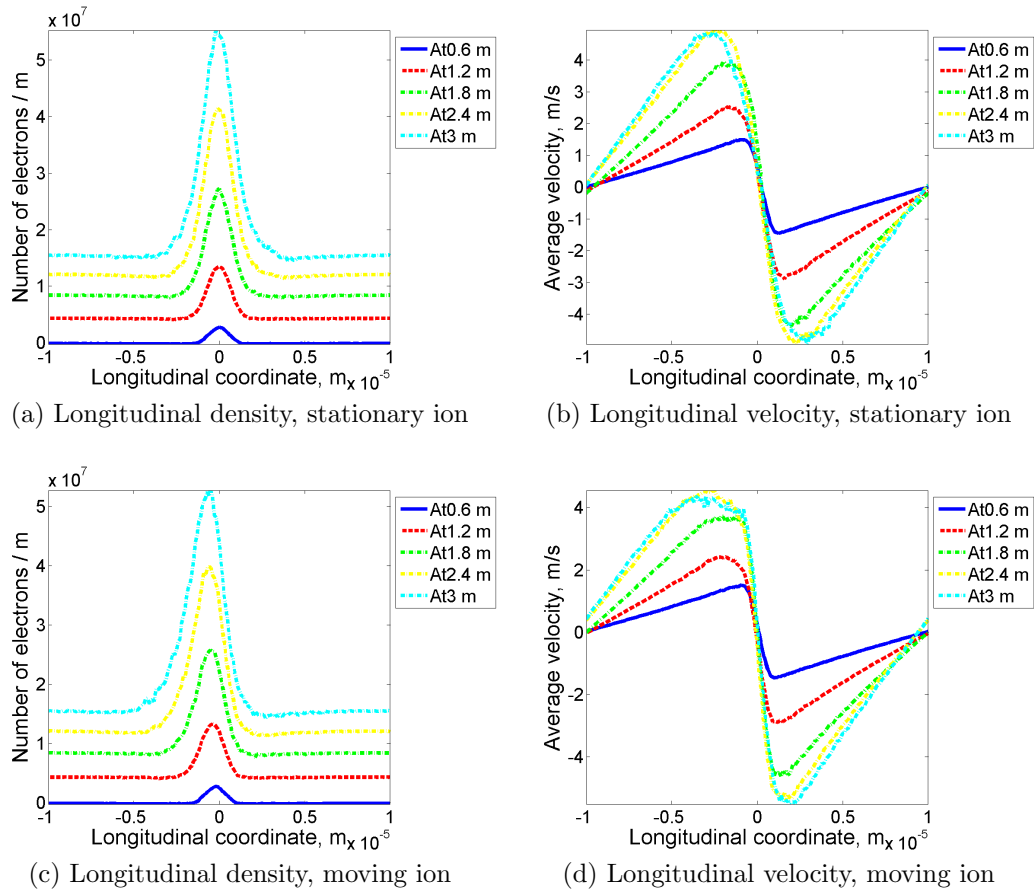 x 10^7
Number of electrons / m
5
4
3
2
1
0
-1 -0.5 0 0.5 1
Longitudinal coordinate, m x 10^-5
At0.6 m
At1.2 m
At1.8 m
At2.4 m
At3 m
(a) Longitudinal density, stationary ion
Average velocity, m/s
4
3
2
1
0
-1
-2
-3
-4
-1 -0.5 0 0.5 1
Longitudinal coordinate, m x 10^-5
At0.6 m
At1.2 m
At1.8 m
At2.4 m
At3 m
(b) Longitudinal velocity, stationary ion
x 10^7
Number of electrons / m
5
4
3
2
1
0
-1 -0.5 0 0.5 1
Longitudinal coordinate, m x 10^-5
At0.6 m
At1.2 m
At1.8 m
At2.4 m
At3 m
(c) Longitudinal density, moving ion
Average velocity, m/s
4
2
0
-2
-4
-1 -0.5 0 0.5 1
Longitudinal coordinate, m x 10^-5
At0.6 m
At1.2 m
At1.8 m
At2.4 m
At3 m
(d) Longitudinal velocity, moving ion